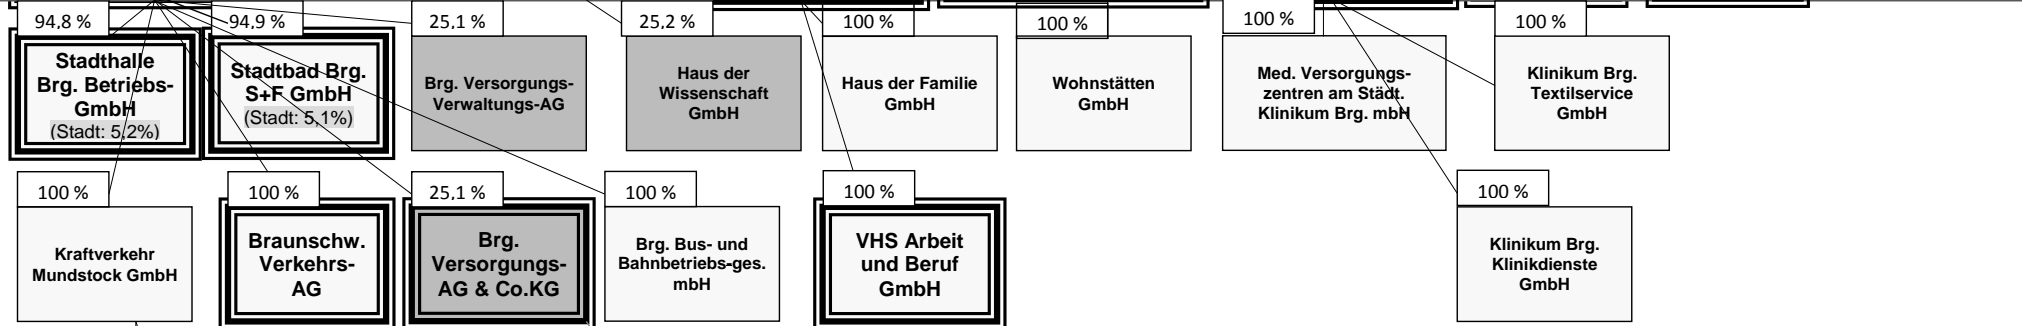 94,8 %
Stadthalle
Brg. Betriebs-
GmbH
(Stadt: 5,2%)
94,9 %
Stadtbad Brg.
S+F GmbH
(Stadt: 5,1%)
25,1 %
Brg. Versorgungs-
Verwaltungs-AG
25,2 %
Haus der
Wissenschaft
GmbH
100 %
Haus der Familie
GmbH
100 %
Wohnstätten
GmbH
100 %
Med. Versorgungs-
zentren am Städt.
Klinikum Brg. mbH
100 %
Klinikum Brg.
Textilservice
GmbH
100 %
Kraftverkehr
Mundstock GmbH
100 %
Braunschw.
Verkehrs-
AG
25,1 %
Brg.
Versorgungs-
AG & Co.KG
100 %
Brg. Bus- und
Bahnbetriebs-ges.
mbH
100 %
VHS Arbeit
und Beruf
GmbH
100 %
Klinikum Brg.
Klinikdienste
GmbH